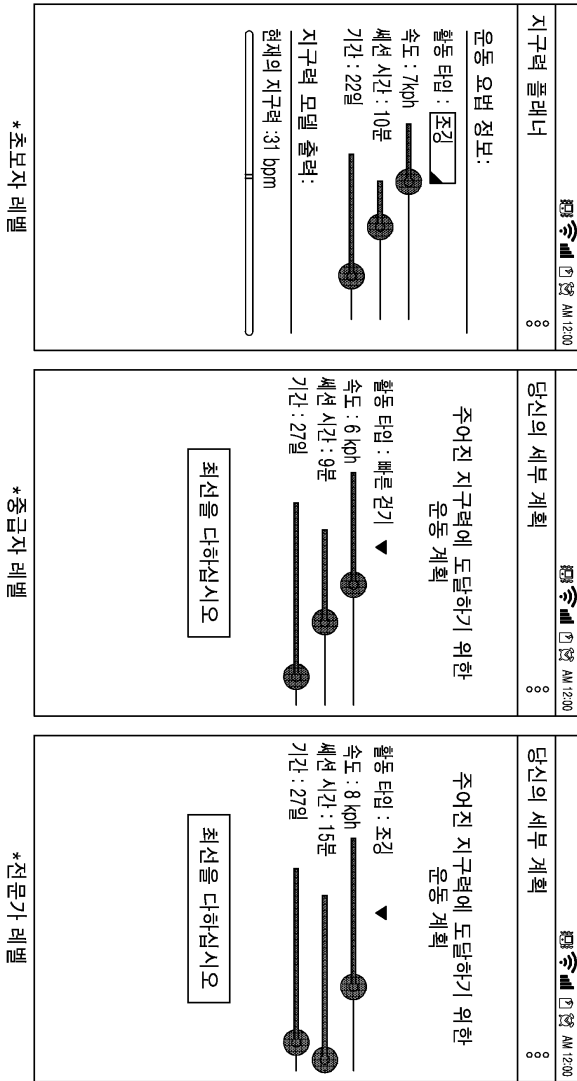 AM 12:00
지구력 플래너
운동 요법 정보:
활동 타입 : 조깅
속도 : 7kph
쎄션 시간 : 10분
기간 : 22일
지구력 모델 출력:
현재의 지구력 :31 bpm
*초보자 레벨
AM 12:00
당신의 세부 계획
주어진 지구력에 도달하기 위한
운동 계획
활동 타입 : 빠른 걷기
속도 : 6 kph
쎄션 시간 : 9분
기간 : 27일
최선을 다하십시오
*중급자 레벨
AM 12:00
당신의 세부 계획
주어진 지구력에 도달하기 위한
운동 계획
활동 타입 : 조깅
속도 : 8 kph
쎄션 시간 : 15분
기간 : 27일
최선을 다하십시오
*전문가 레벨